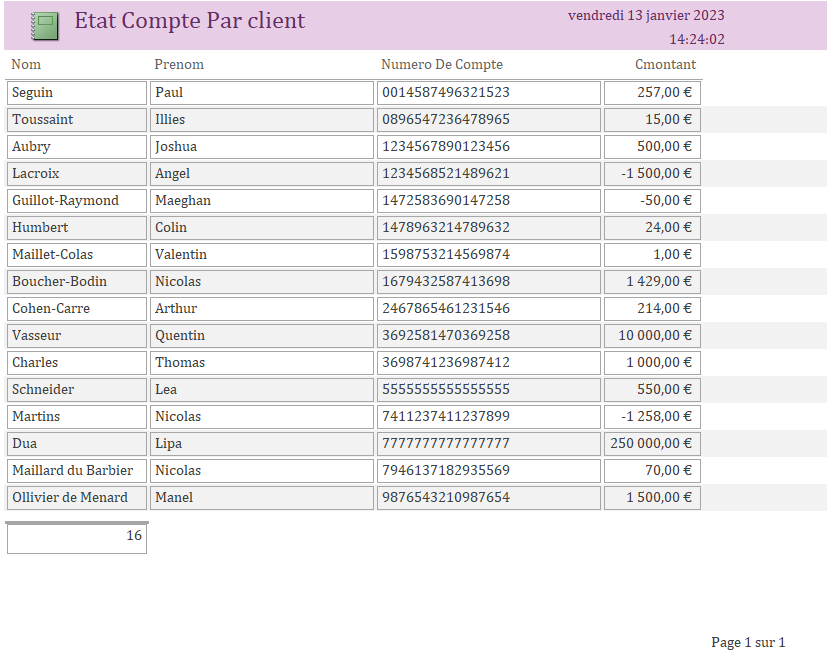 Etat Compte Par client
vendredi 13 janvier 2023
14:24:02
Nom Prenom Numero De Compte Cmontant
Seguin Paul 0014587496321523 257,00 €
Toussaint Illies 0896547236478965 15,00 €
Aubry Joshua 1234567890123456 500,00 €
Lacroix Angel 1234568521489621 -1 500,00 €
Guillot-Raymond Maeghan 1472583690147258 -50,00 €
Humbert Colin 1478963214789632 24,00 €
Maillet-Colas Valentin 1598753214569874 1,00 €
Boucher-Bodin Nicolas 1679432587413698 1 429,00 €
Cohen-Carre Arthur 2467865461231546 214,00 €
Vasseur Quentin 3692581470369258 10 000,00 €
Charles Thomas 3698741236987412 1 000,00 €
Schneider Lea 5555555555555555 550,00 €
Martins Nicolas 7411237411237899 -1 258,00 €
Dua Lipa 7777777777777777 250 000,00 €
Maillard du Barbier Nicolas 7946137182935569 70,00 €
Ollivier de Menard Manel 9876543210987654 1 500,00 €
16
Page 1 sur 1